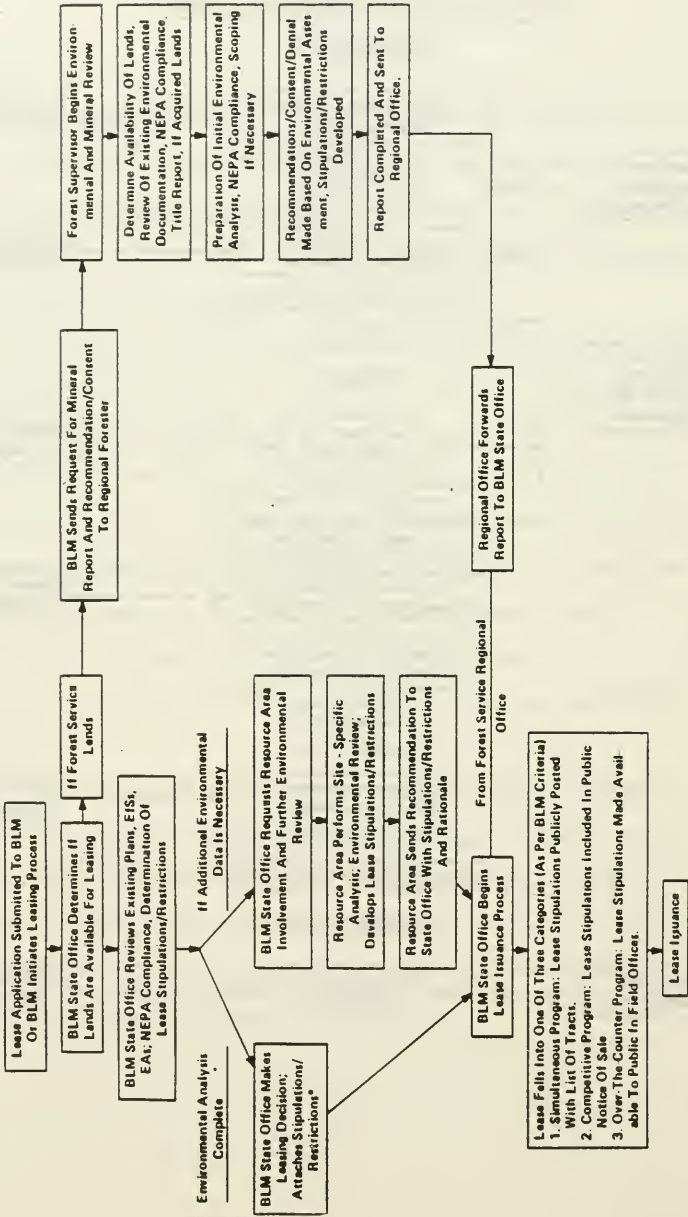 Lease Application Submitted To BLM
Or BLM Initiates Leasing Process
BLM State Office Determines If
Lands Are Available For Leasing
If Forest Service
Lands
BLM Sends Request For Mineral
Report And Recommendation/Consent
To Regional Forester
Forest Supervisor Begins Environ-
mental And Mineral Review
Determine Availability Of Lands,
Review Of Existing Environmental
Documentation, NEPA Compliance.
Title Report, If Acquired Lands
Preparation Of Initial Environmental
Analysis, NEPA Compliance, Scoping
If Necessary
Recommendations/Consent/Denial
Made Based On Environmental Asses
ment, Stipulations/Restrictions
Developed
Report Completed And Sent To
Regional Office.
Regional Office Forwards
Report To BLM State Office
BLM State Office Reviews Existing Plans, EISs,
EAs; NEPA Compliance, Determination Of
Lease Stipulations/Restrictions
Environmental Analysis
Complete
If Additional Environmental
Data Is Necessary
BLM State Office Makes
Leasing Decision;
Attaches Stipulations/
Restrictions*
BLM State Office Requests Resource Area
Involvement And Further Environmental
Review
Resource Area Performs Site - Specific
Analysis; Environmental Review;
Develops Lease Stipulations/Restrictions
Resource Area Sends Recommendation To
State Office With Stipulations/Restrictions
And Rationale
From Forest Service Regional
Office
BLM State Office Begins
Lease Issuance Process
Lease Falls Into One Of Three Categories (As Per BLM Criteria)
1. Simultaneous Program: Lease Stipulations Publicly Posted
With List Of Tracts.
2. Competitive Program: Lease Stipulations Included In Public
Notice Of Sale
3. Over-The-Counter Program: Lease Stipulations Made Avail-
able To Public In Field Offices.
Lease Issuance